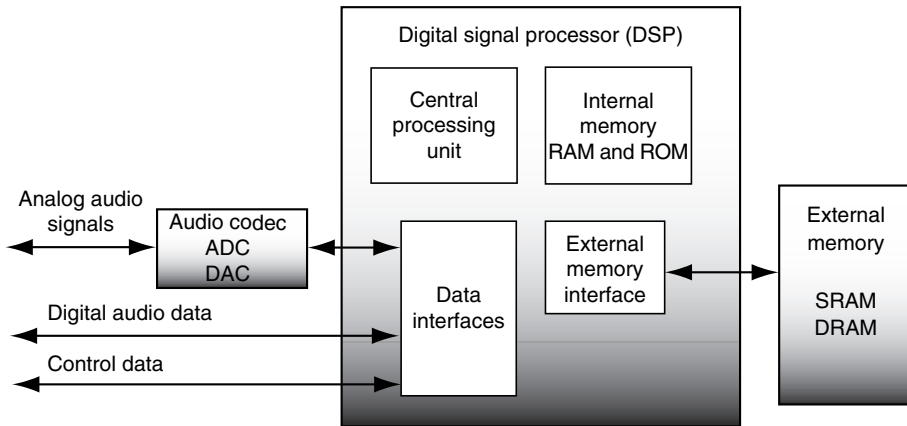 Digital signal processor (DSP)
Central
processing
unit
Internal
memory
RAM and ROM
Analog audio
signals
Audio codec
ADC
DAC
Data
interfaces
External
memory
interface
External
memory
SRAM
DRAM
Digital audio data
Control data